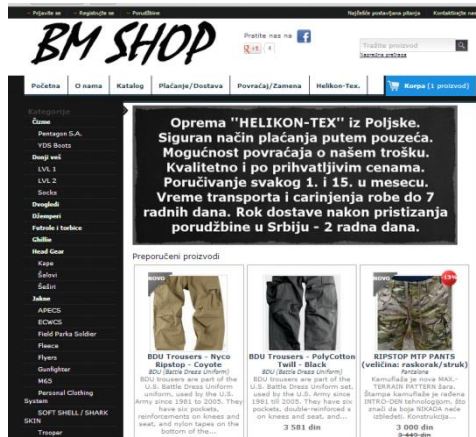 Prijavite se
Registrujte se
Porudžbine
Najčešće postavljena pitanja
BM SHOP
Pratite nas na
Tražite proizvod
Napredna pretraga
Početna
O nama
Katalog
Plaćanje/Dostava
Povraćaj/Zamena
Helikon-Tex.
Korpa (1 proizvod)
Kategorije
Čizme
Pentagon S.A.
YDS Boots
Donji veš
LVL 1
LVL 2
Socks
Dvogledi
Džemperi
Futrole i torbice
Ghillie
Head Gear
Kape
Šalovi
Šeširi
Jakne
APECS
ECWCS
Field Parka Soldier
Fleece
Flyers
Gunfighter
M65
Personal Clothing
System
SOFT SHELL / SHARK
SKIN
Trooper
Oprema ''HELIKON-TEX'' iz Poljske.
Siguran način plaćanja putem pouzeća.
Mogućnost povraćaja o našem trošku.
Kvalitetno i po prihvatljivim cenama.
Poručivanje svakog 1. i 15. u mesecu.
Vreme transporta i carinjenja robe do 7
radnih dana. Rok dostave nakon pristizanja
porudžbine u Srbiju - 2 radna dana.
Preporučeni proizvodi
NOVO
BDU Trousers - Nyco
Ripstop - Coyote
BDU (Battle Dress Uniform)
BDU trousers are part of the
U.S. Battle Dress Uniform
uniform, used by the U.S.
Army since 1981 to 2005. They
have six pockets,
reinforcements on knees and
seat, and nylon tapes on the
bottom of the...
NOVO
BDU Trousers - PolyCotton
Twill - Black
BDU (Battle Dress Uniform)
BDU trousers are part of the
U.S. Battle Dress Uniform set,
used by the U.S. Army since
1981 till 2005. They have six
pockets, double-reinforced a
on knees and seat, and...
3 581 din
NOVO
-13%
RIPSTOP MTP PANTS
(veličina: raskorak/struk)
Pantalone
Kamuflaža je nova MAX.-
TERRAIN PATTERN šara.
Štampa kamuflaže je rađena
INTRO-DEN tehnologijom, što
znali da boja NIKADA neće
izbledeti. Konstrukcija...
3 000 din
3 440 din